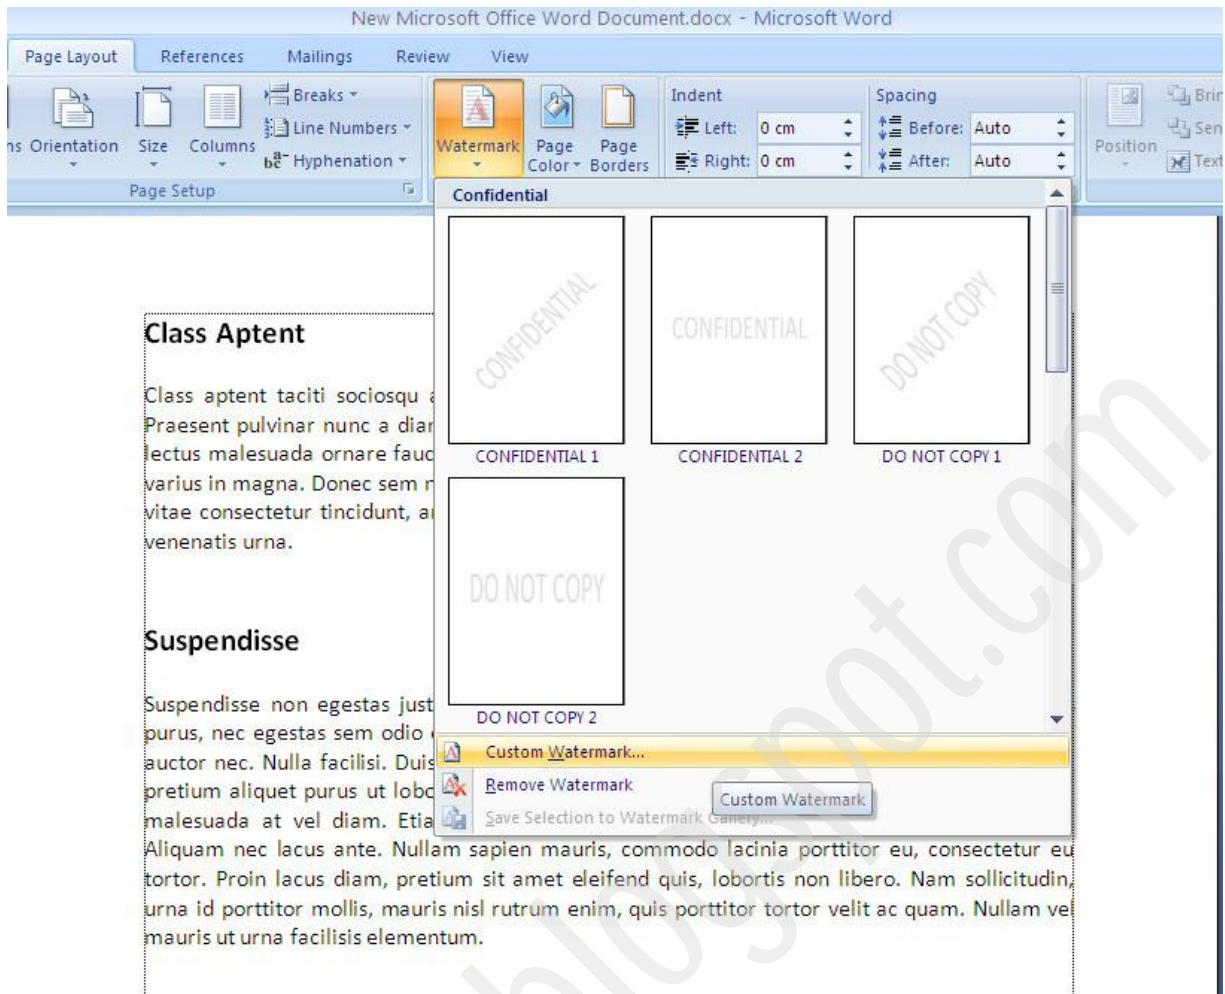 New Microsoft Office Word Document.docx - Microsoft Word
Page Layout References Mailings Review View
Orientation
Size
Columns
Breaks
Line Numbers
Hyphenation
Page Setup
Watermark
Page Color
Page Borders
Indent
Left: 0 cm
Right: 0 cm
Spacing
Before: Auto
After: Auto
Position
Text
Confidential
CONFIDENTIAL
CONFIDENTIAL
DO NOT COPY
CONFIDENTIAL 1
CONFIDENTIAL 2
DO NOT COPY 1
DO NOT COPY
DO NOT COPY 2
Custom Watermark...
Remove Watermark
Custom Watermark
Save Selection to Watermark Gallery...
Class Aptent
Class aptent taciti sociosqu
Praesent pulvinar nunc a
lectus malesuada ornare
varius in magna. Donec sem
vitae consectetur tincidunt,
venenatis urna.
Suspendisse
Suspendisse non egestas
purus, nec egestas sem odio
auctor nec. Nulla facilisi. Duis
pretium aliquet purus ut
malesuada at vel diam.
Aliquam nec lacus ante. Nullam sapien mauris, commodo lacinia porttitor eu, consectetur eu
tortor. Proin lacus diam, pretium sit amet eleifend quis, lobortis non libero. Nam sollicitudin,
urna id porttitor mollis, mauris nisl rutrum enim, quis porttitor tortor velit ac quam. Nullam vel
mauris ut urna facilisis elementum.
blogspot.com